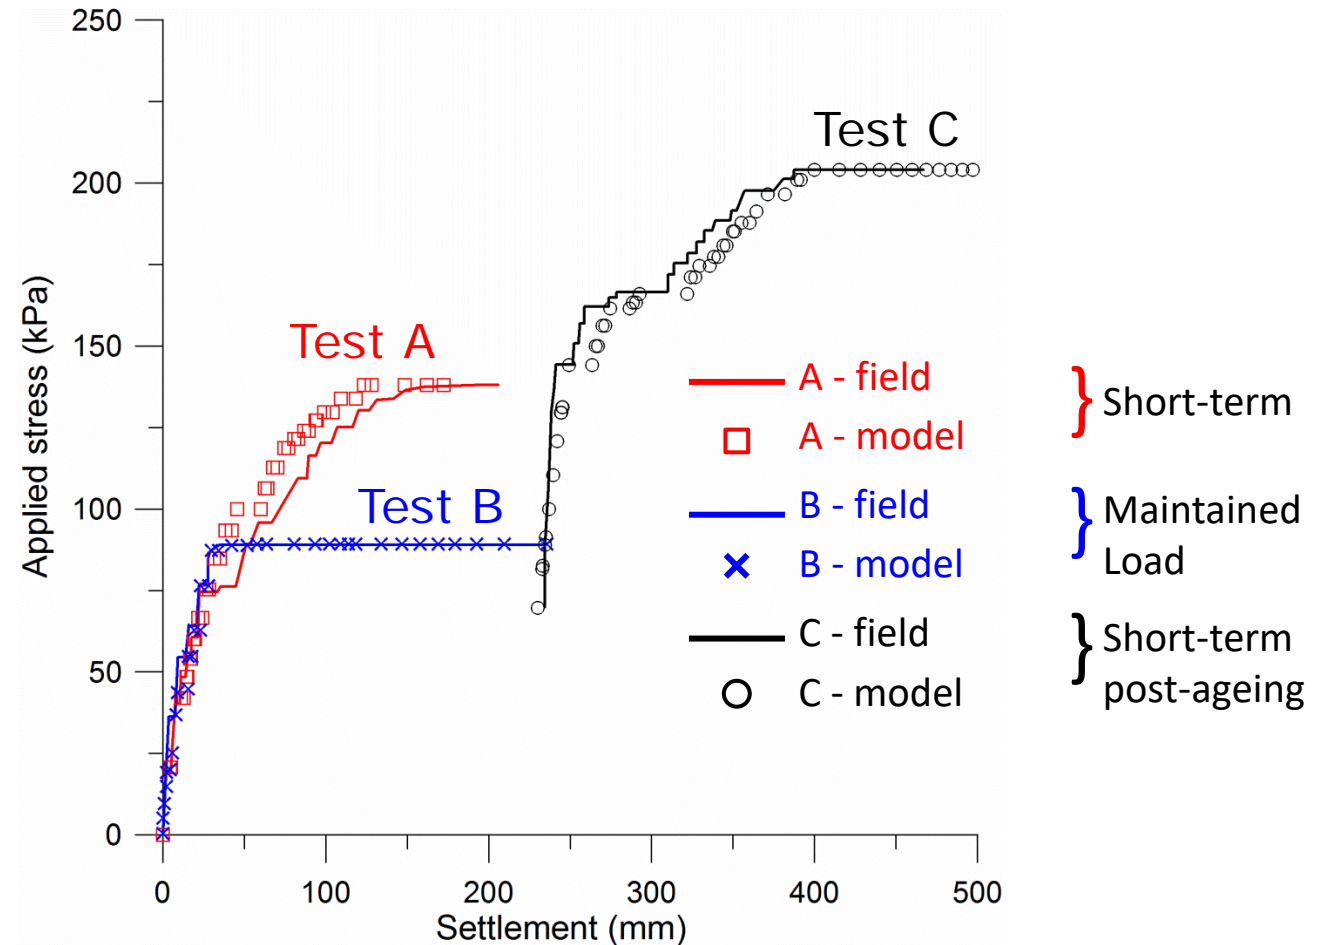 250
200
150
100
50
0
Applied stress (kPa)
0 100 200 300 400 500
Settlement (mm)
Test A
Test B
Test C
A - field
A - model
} Short-term
B - field
B - model
} Maintained
Load
C - field
C - model
} Short-term
post-ageing